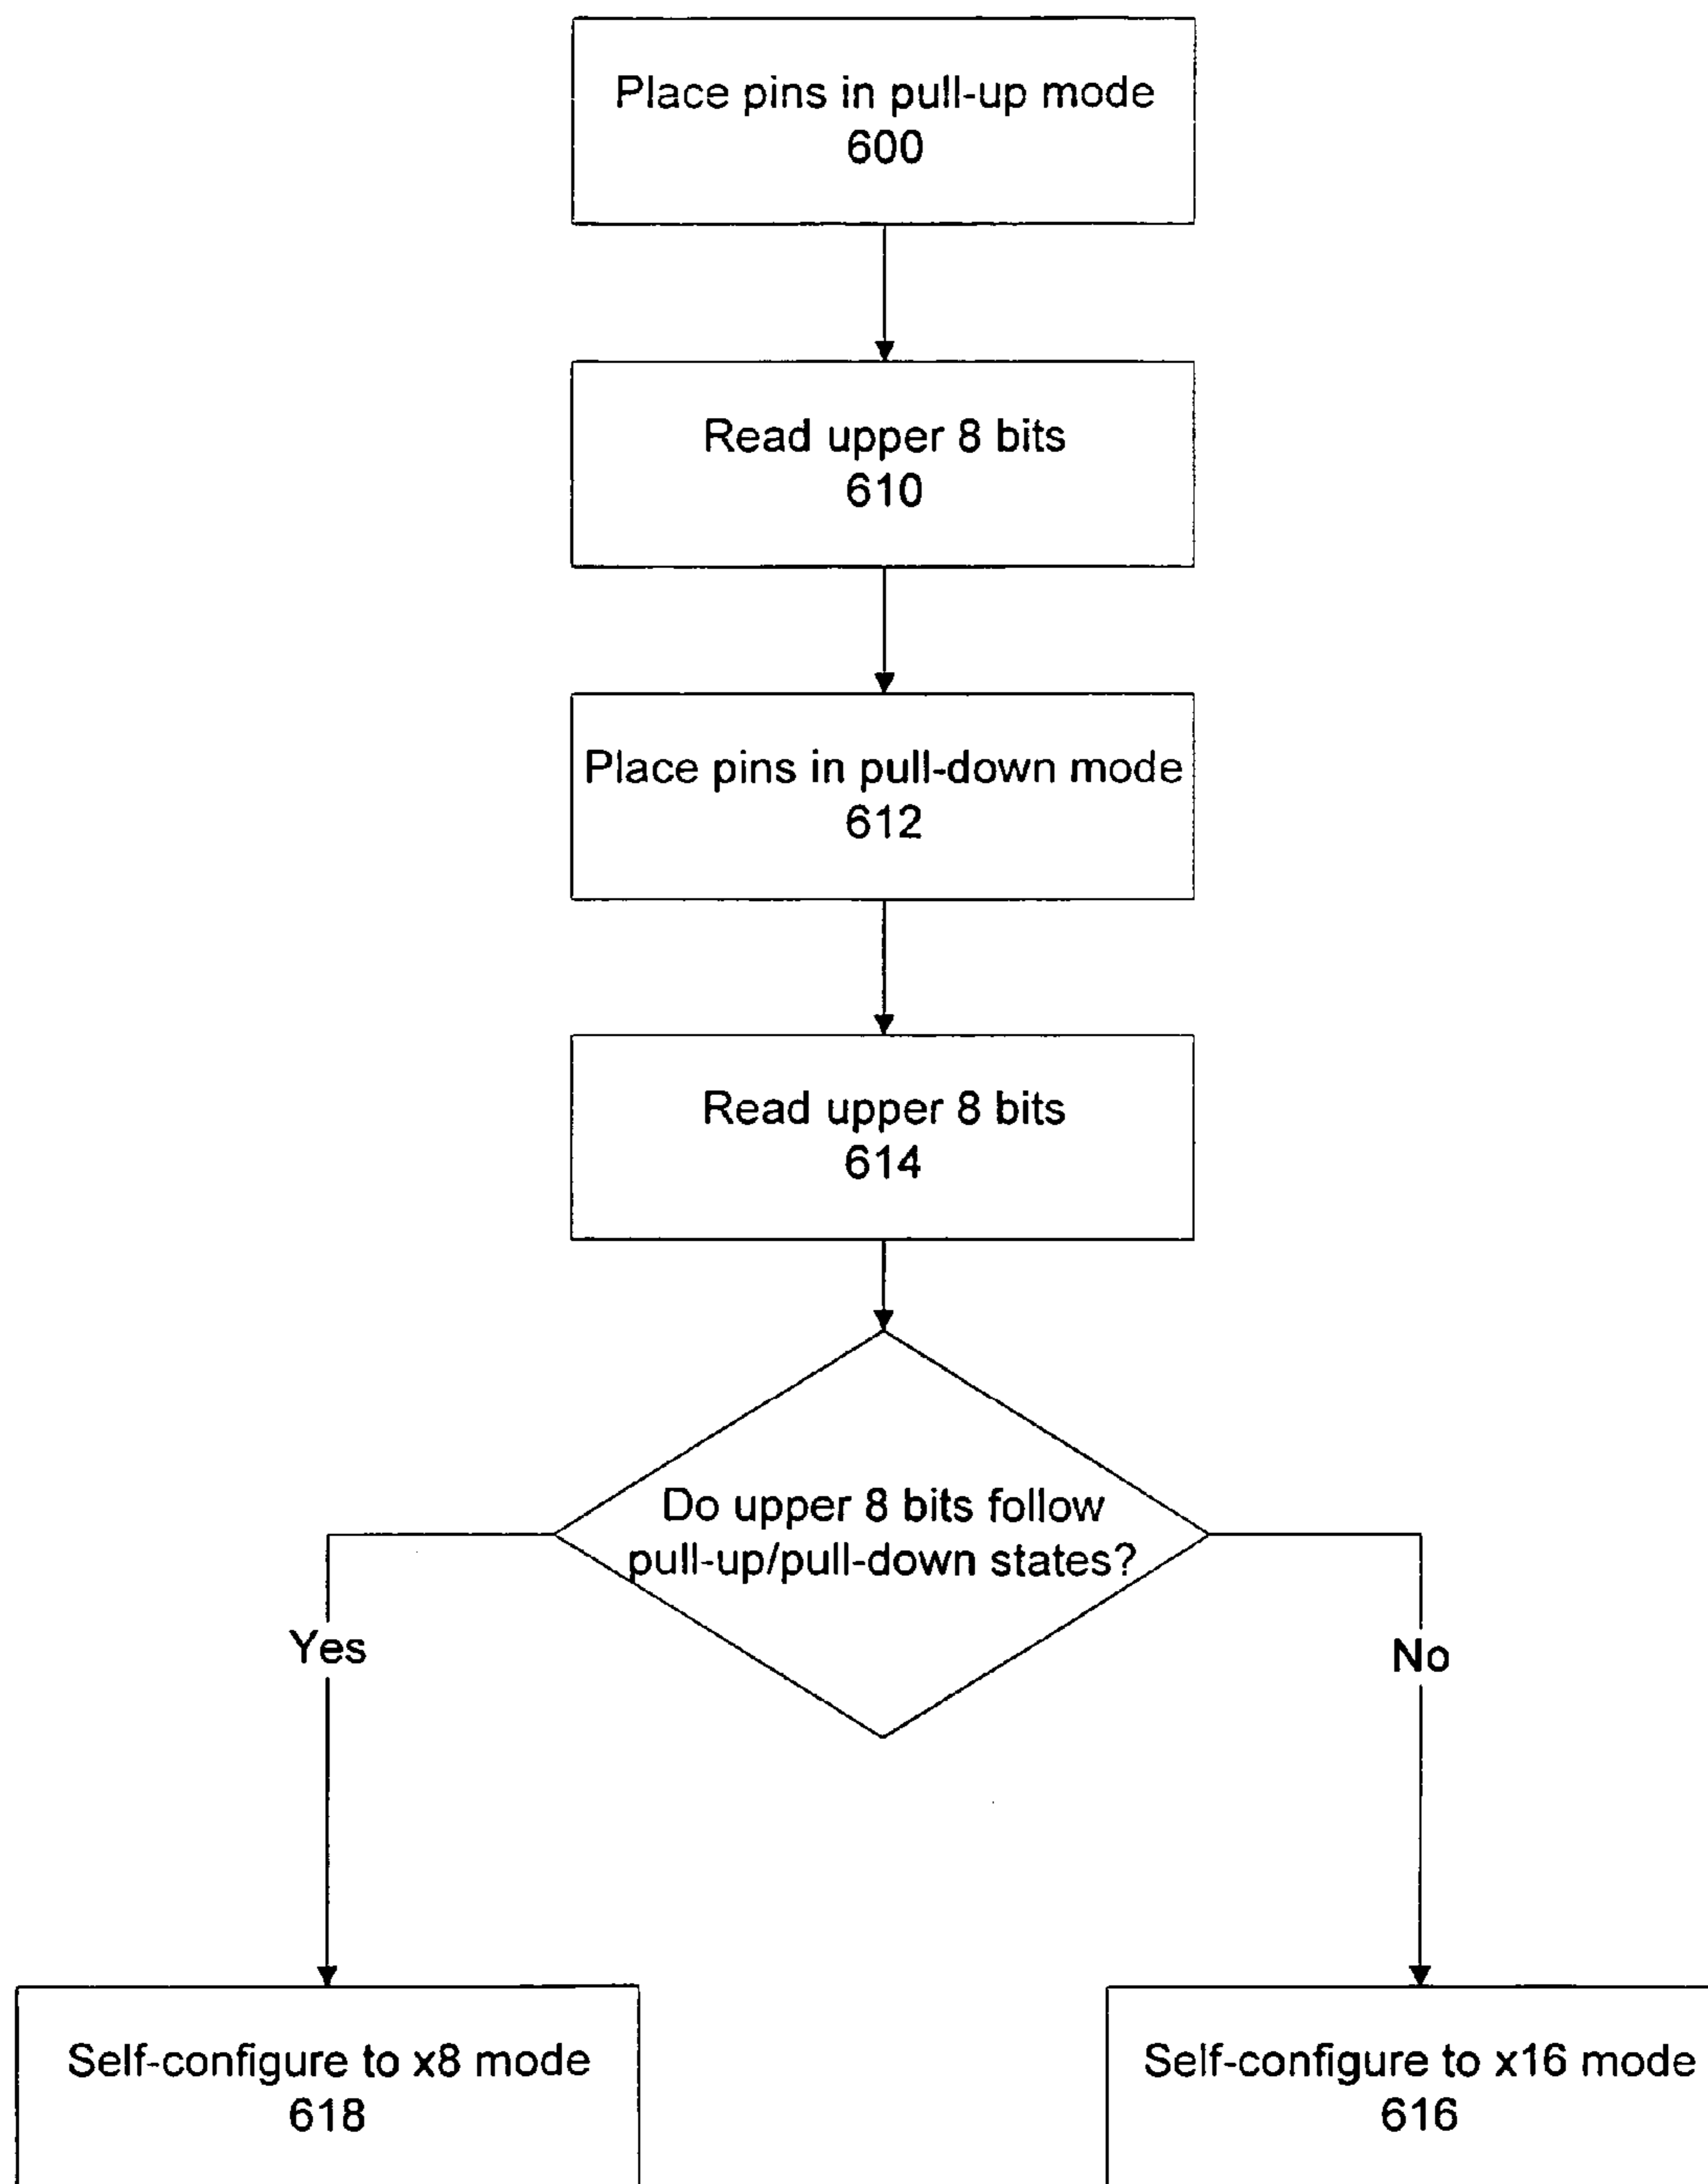 Place pins in pull-up mode
600
Read upper 8 bits
610
Place pins in pull-down mode
612
Read upper 8 bits
614
Do upper 8 bits follow
pull-up/pull-down states?
Yes
No
Self-configure to x8 mode
618
Self-configure to x16 mode
616